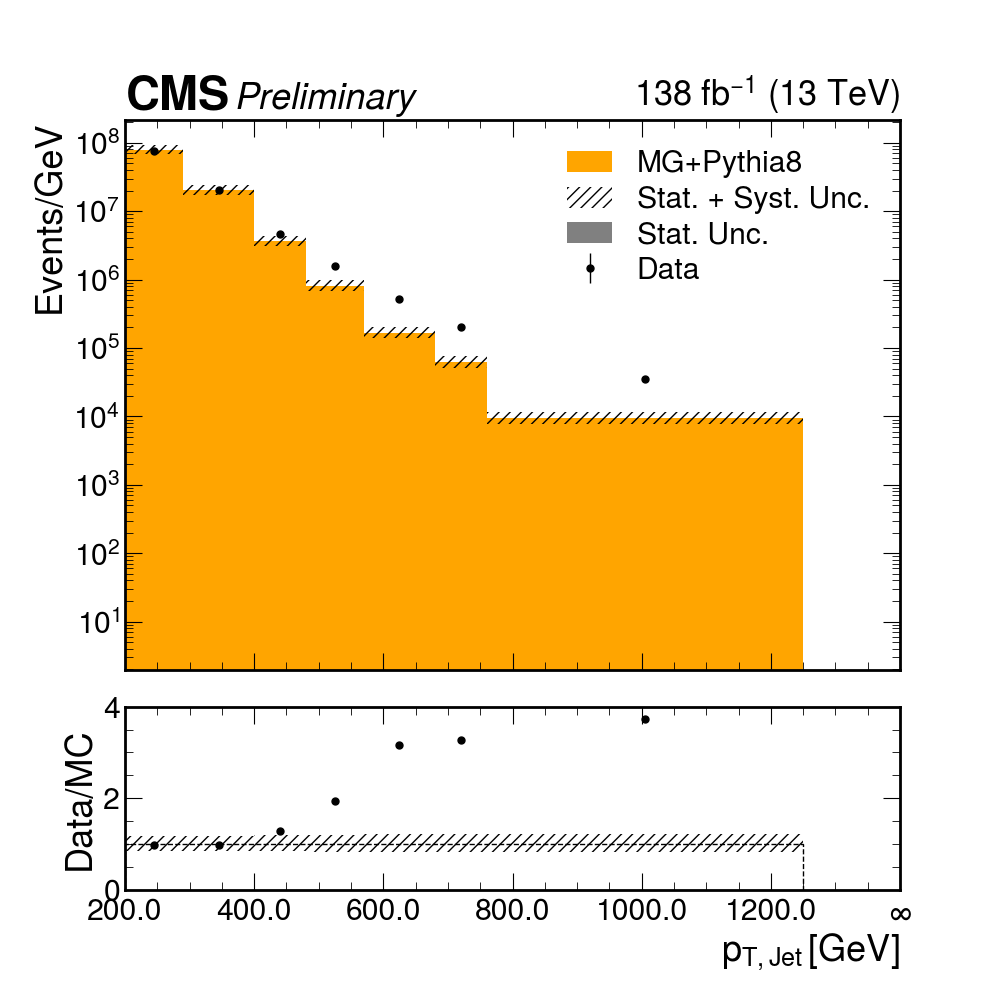 CMS Preliminary 138 fb⁻¹ (13 TeV)
Events/GeV
10⁸
10⁷
10⁶
10⁵
10⁴
10³
10²
10¹
MG+Pythia8
Stat. + Syst. Unc.
Stat. Unc.
Data
Data/MC
4
2
0
200.0 400.0 600.0 800.0 1000.0 1200.0 ∞
p_T, Jet [GeV]